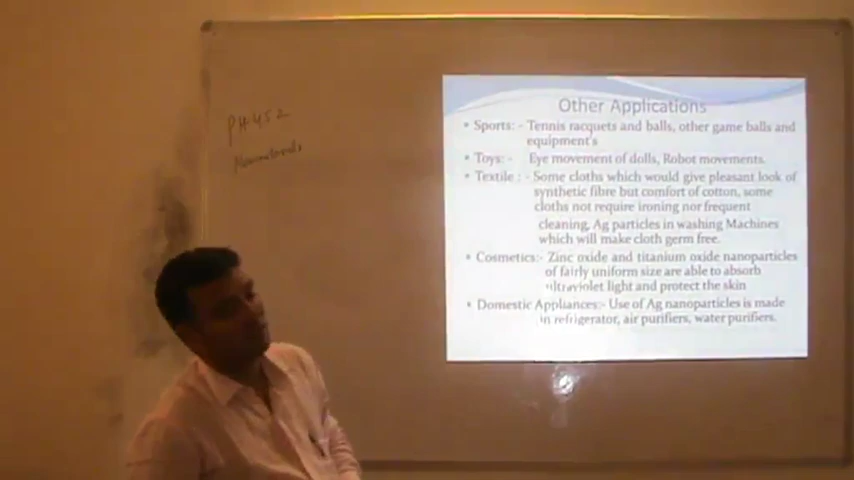 PH452
Other Applications
• Sports: - Tennis racquets and balls, other game balls and
equipment's
• Toys: - Eye movement of dolls, Robot movements.
• Textile : - Some cloths which would give pleasant look of
synthetic fibre but comfort of cotton, some
cloths not require ironing nor frequent
cleaning, Ag particles in washing Machines
which will make cloth germ free.
• Cosmetics:- Zinc oxide and titanium oxide nanoparticles
of fairly uniform size are able to absorb
ultraviolet light and protect the skin
• Domestic Appliances:- Use of Ag nanoparticles is made
in refrigerator, air purifiers, water purifiers.